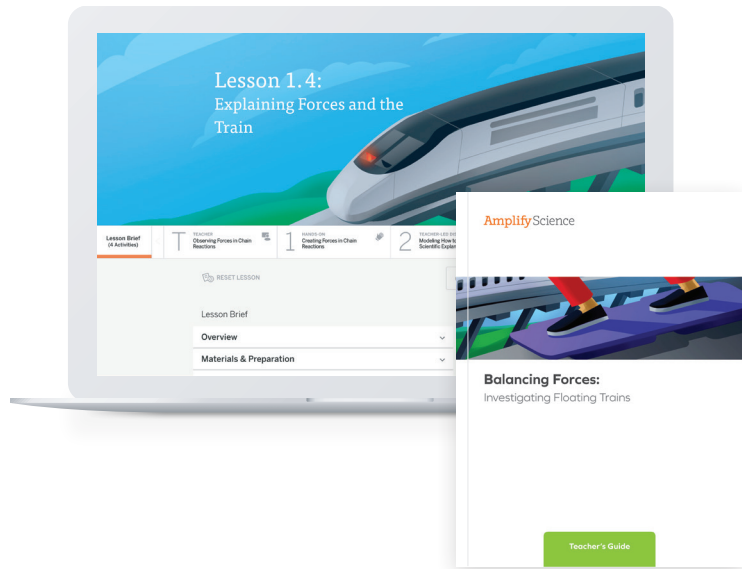 Lesson 1.4:
Explaining Forces and the
Train
Lesson Brief
(4 Activities)
T
TEACHER
Observing Forces in Chain
Reactions
1
HANDS-ON
Creating Forces in Chain
Reactions
2
TEACHER-LED
Modeling How to
Scientific
RESET LESSON
Lesson Brief
Overview
Materials & Preparation
AmplifyScience
Balancing Forces:
Investigating Floating Trains
Teacher's Guide